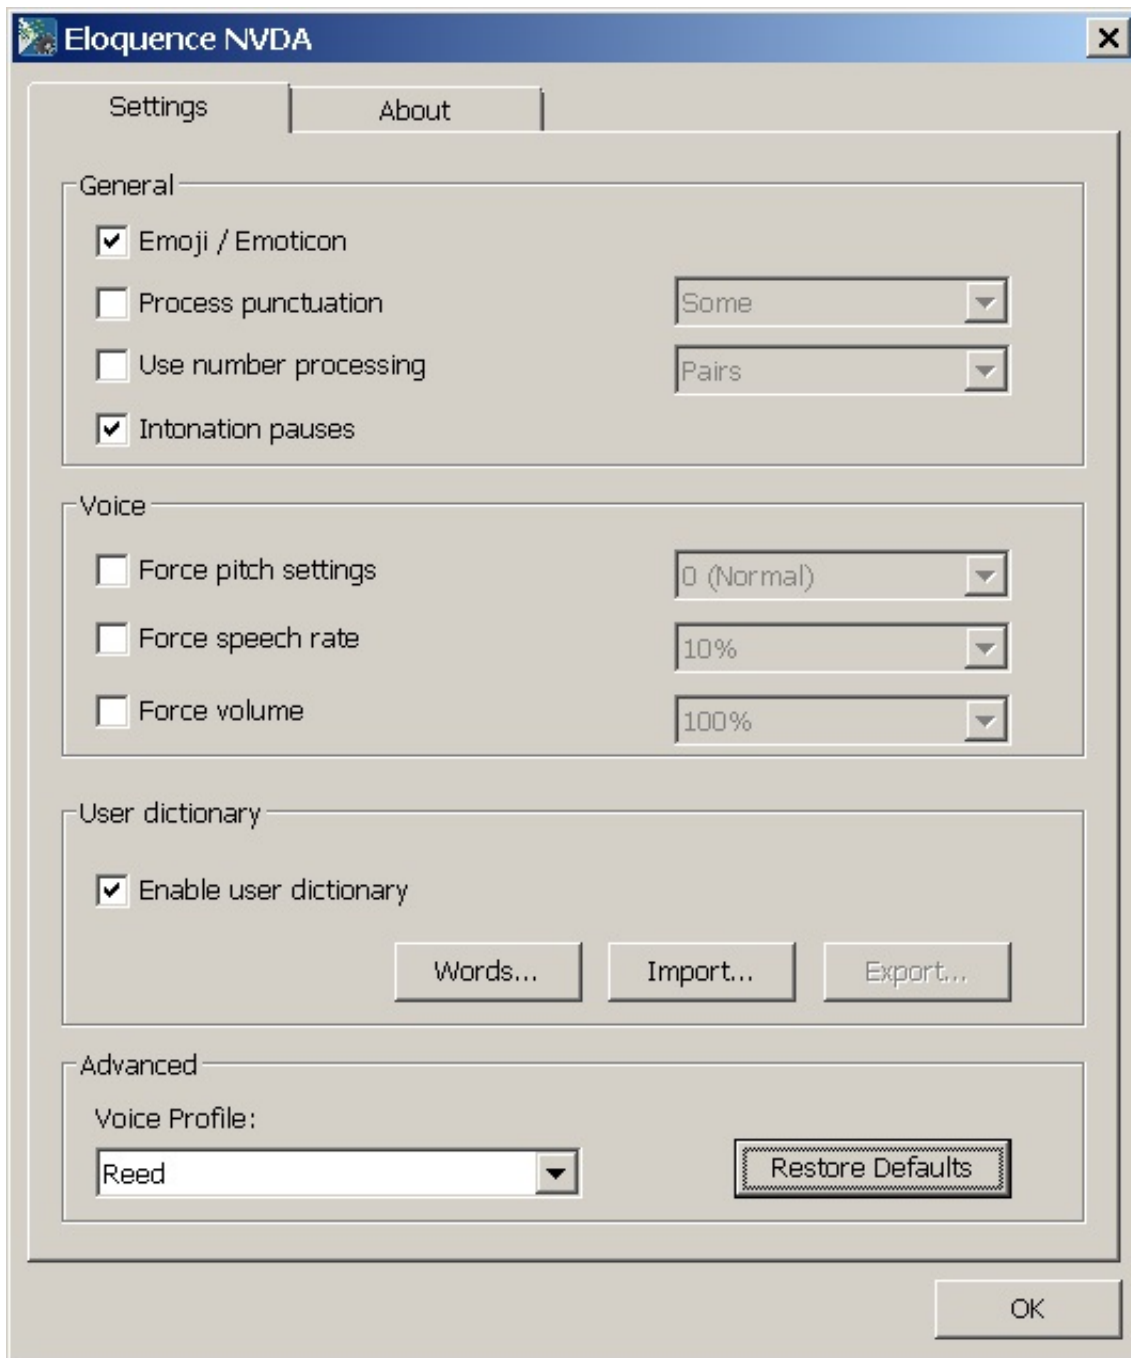 Eloquence NVDA
Settings About
General
Emoji / Emoticon
Process punctuation Some
Use number processing Pairs
Intonation pauses
Voice
Force pitch settings 0 (Normal)
Force speech rate 10%
Force volume 100%
User dictionary
Enable user dictionary
Words... Import... Export...
Advanced
Voice Profile:
Reed Restore Defaults
OK